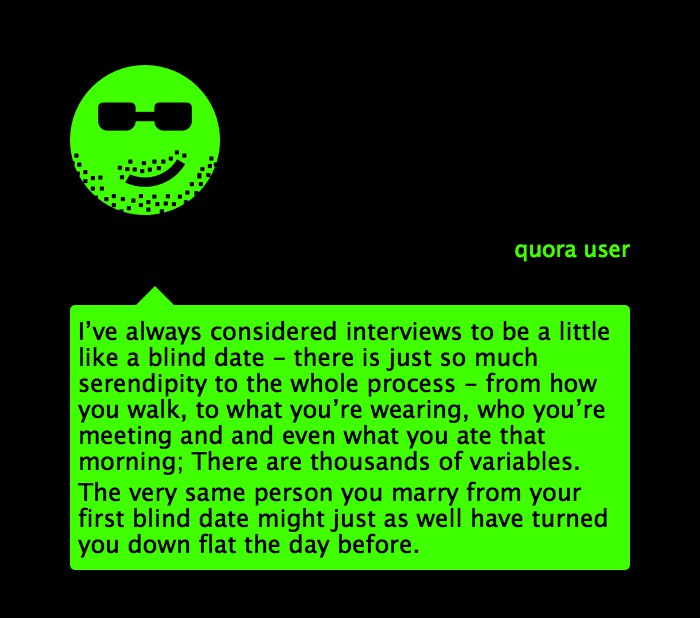 quora user
I’ve always considered interviews to be a little
like a blind date – there is just so much
serendipity to the whole process – from how
you walk, to what you’re wearing, who you’re
meeting and and even what you ate that
morning; There are thousands of variables.
The very same person you marry from your
first blind date might just as well have turned
you down flat the day before.